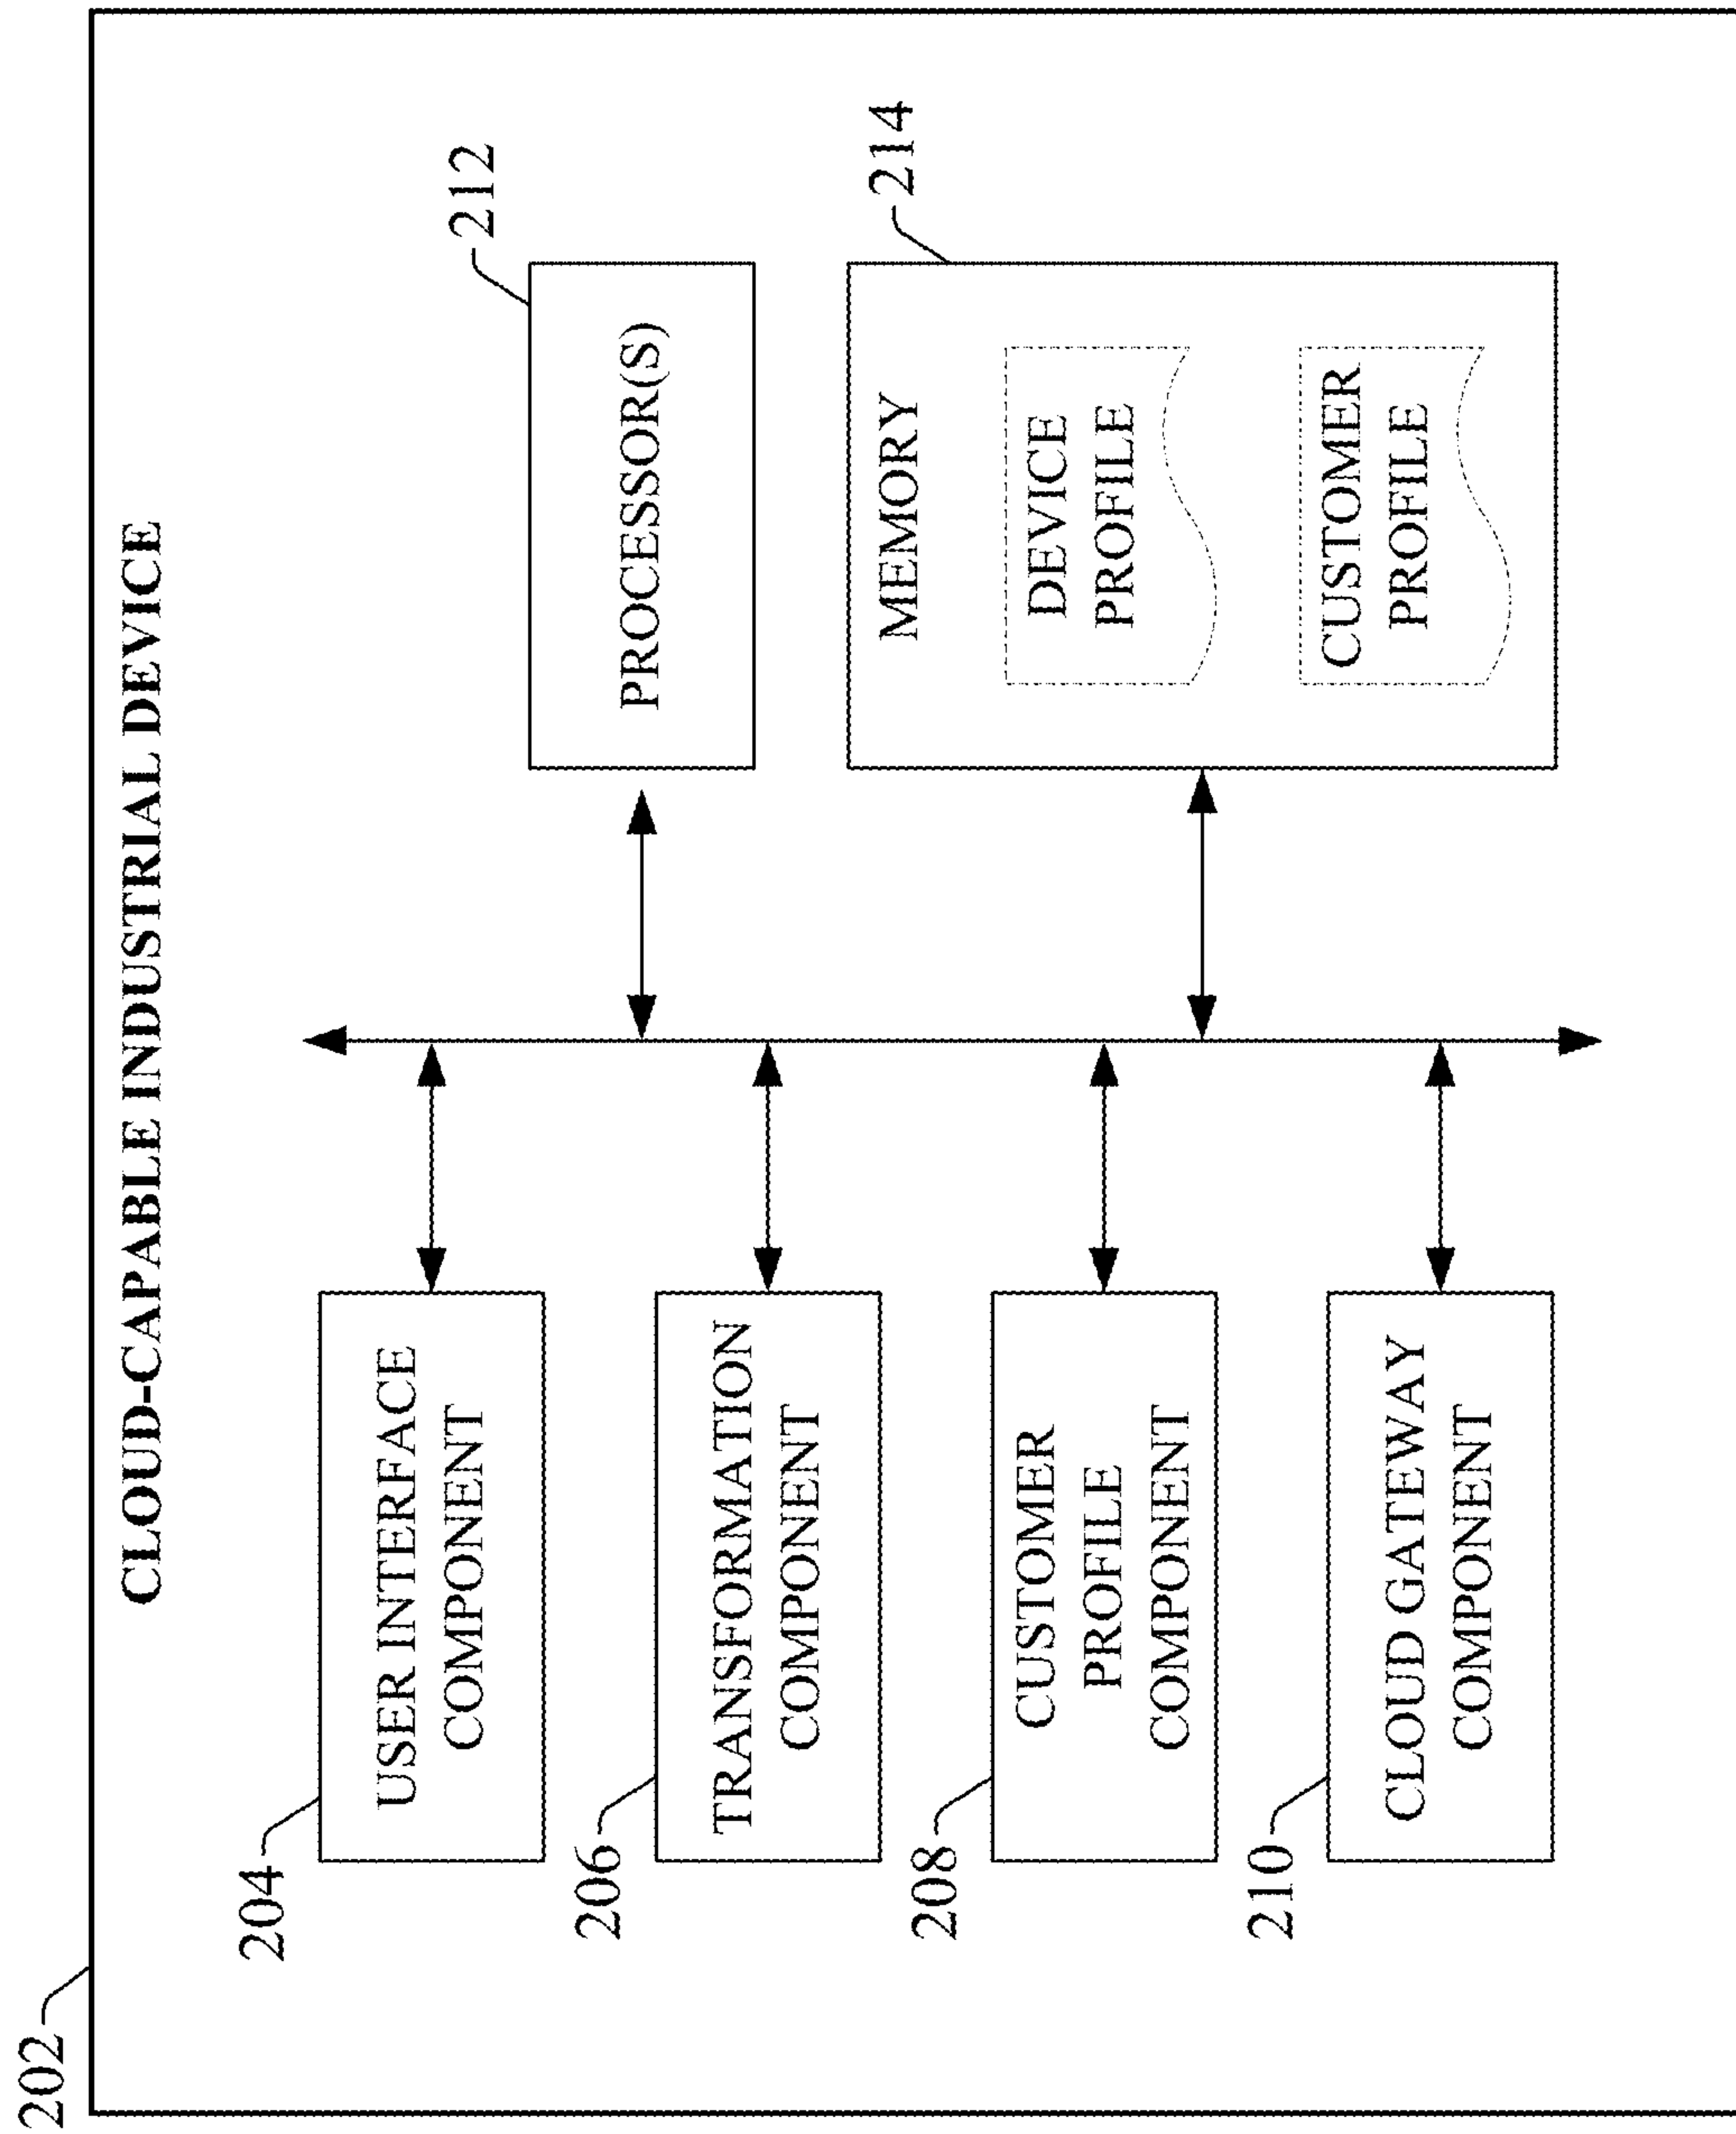 202
CLOUD-CAPABLE INDUSTRIAL DEVICE
204
USER INTERFACE
COMPONENT
206
TRANSFORMATION
COMPONENT
208
CUSTOMER
PROFILE
COMPONENT
210
CLOUD GATEWAY
COMPONENT
212
PROCESSOR(S)
214
MEMORY
DEVICE
PROFILE
CUSTOMER
PROFILE